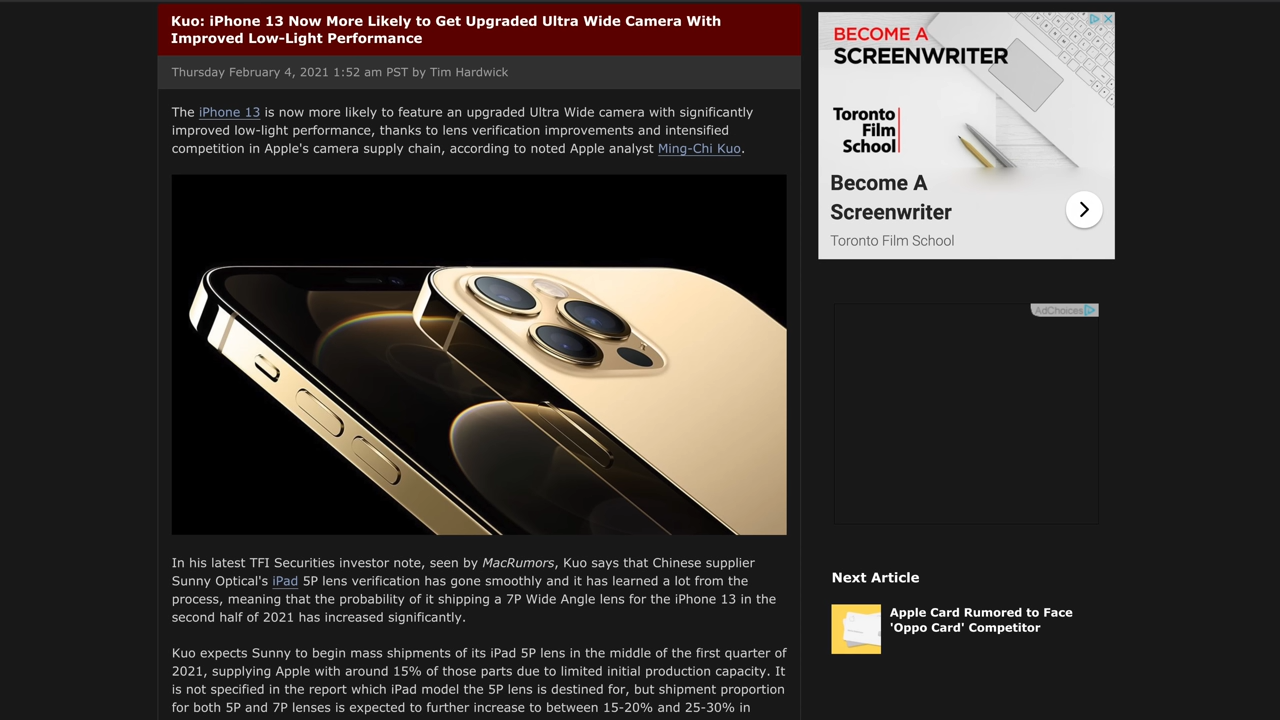 Kuo: iPhone 13 Now More Likely to Get Upgraded Ultra Wide Camera With
Improved Low-Light Performance
Thursday February 4, 2021 1:52 am PST by Tim Hardwick
The iPhone 13 is now more likely to feature an upgraded Ultra Wide camera with significantly
improved low-light performance, thanks to lens verification improvements and intensified
competition in Apple's camera supply chain, according to noted Apple analyst Ming-Chi Kuo.
In his latest TFI Securities investor note, seen by MacRumors, Kuo says that Chinese supplier
Sunny Optical's iPad 5P lens verification has gone smoothly and it has learned a lot from the
process, meaning that the probability of it shipping a 7P Wide Angle lens for the iPhone 13 in the
second half of 2021 has increased significantly.
Kuo expects Sunny to begin mass shipments of its iPad 5P lens in the middle of the first quarter of
2021, supplying Apple with around 15% of those parts due to limited initial production capacity. It
is not specified in the report which iPad model the 5P lens is destined for, but shipment proportion
for both 5P and 7P lenses is expected to further increase to between 15-20% and 25-30% in
BECOME A
SCREENWRITER
Toronto
Film
School
Become A
Screenwriter
Toronto Film School
AdChoices
Next Article
Apple Card Rumored to Face
'Oppo Card' Competitor